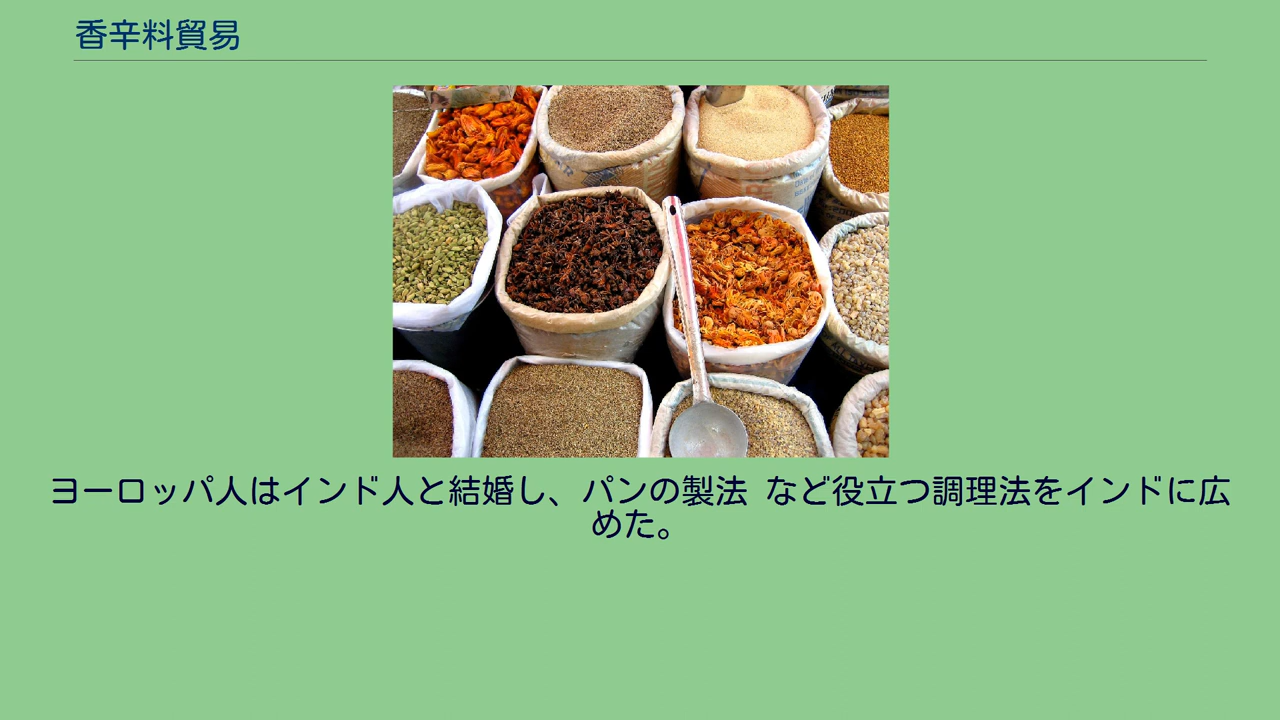 香辛料貿易
ヨーロッパ人はインド人と結婚し、パンの製法 など役立つ調理法をインドに広
めた。